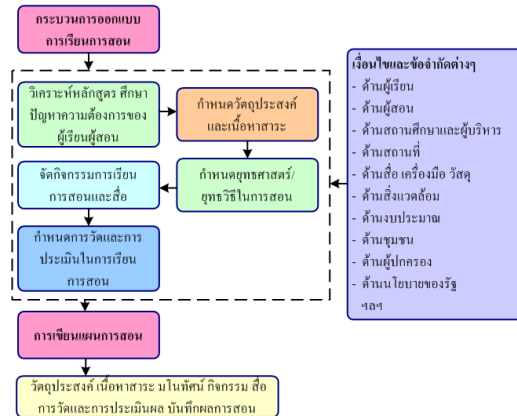 กระบวนการออกแบบ
การเรียนการสอน
วิเคราะห์หลักสูตร ศึกษา
ปัญหาความต้องการของ
ผู้เรียนผู้สอน
กำหนดวัตถุประสงค์
และเนื้อหาสาระ
กำหนดยุทธศาสตร์/
ยุทธวิธีในการสอน
จัดกิจกรรมการเรียน
การสอนและสื่อ
กำหนดการวัดและการ
ประเมินในการเรียน
การสอน
เงื่อนไขและข้อจำกัดต่างๆ
- ด้านผู้เรียน
- ด้านผู้สอน
- ด้านสถานศึกษาและผู้บริหาร
- ด้านสถานที่
- ด้านสื่อ เครื่องมือ วัสดุ
- ด้านสิ่งแวดล้อม
- ด้านงบประมาณ
- ด้านชุมชน
- ด้านผู้ปกครอง
- ด้านนโยบายของรัฐ
ฯลฯ
การเขียนแผนการสอน
วัตถุประสงค์ เนื้อหาสาระ มโนทัศน์ กิจกรรม สื่อ
การวัดและการประเมินผล บันทึกผลการสอน